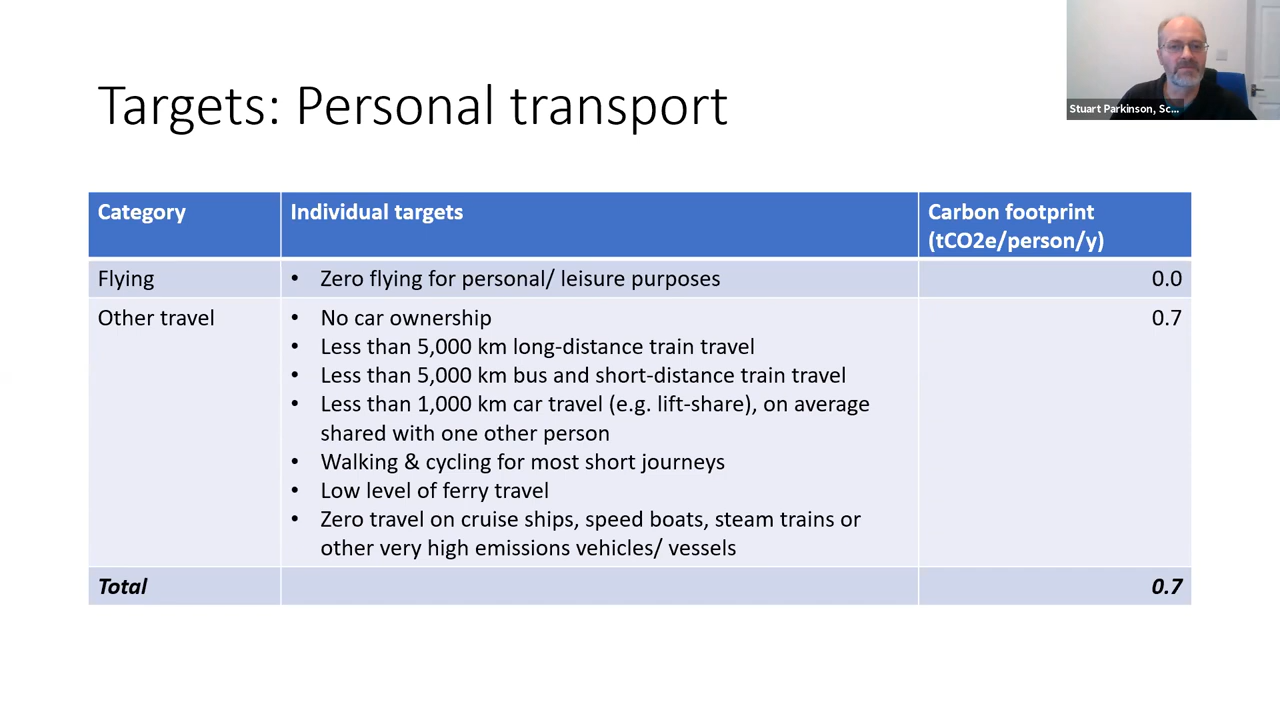 Targets: Personal transport
Stuart Parkinson, Sc...
Category
Individual targets
Carbon footprint
(tCO2e/person/y)
Flying
• Zero flying for personal/ leisure purposes
0.0
Other travel
• No car ownership
0.7
• Less than 5,000 km long-distance train travel
• Less than 5,000 km bus and short-distance train travel
• Less than 1,000 km car travel (e.g. lift-share), on average
shared with one other person
• Walking & cycling for most short journeys
• Low level of ferry travel
• Zero travel on cruise ships, speed boats, steam trains or
other very high emissions vehicles/ vessels
Total
0.7